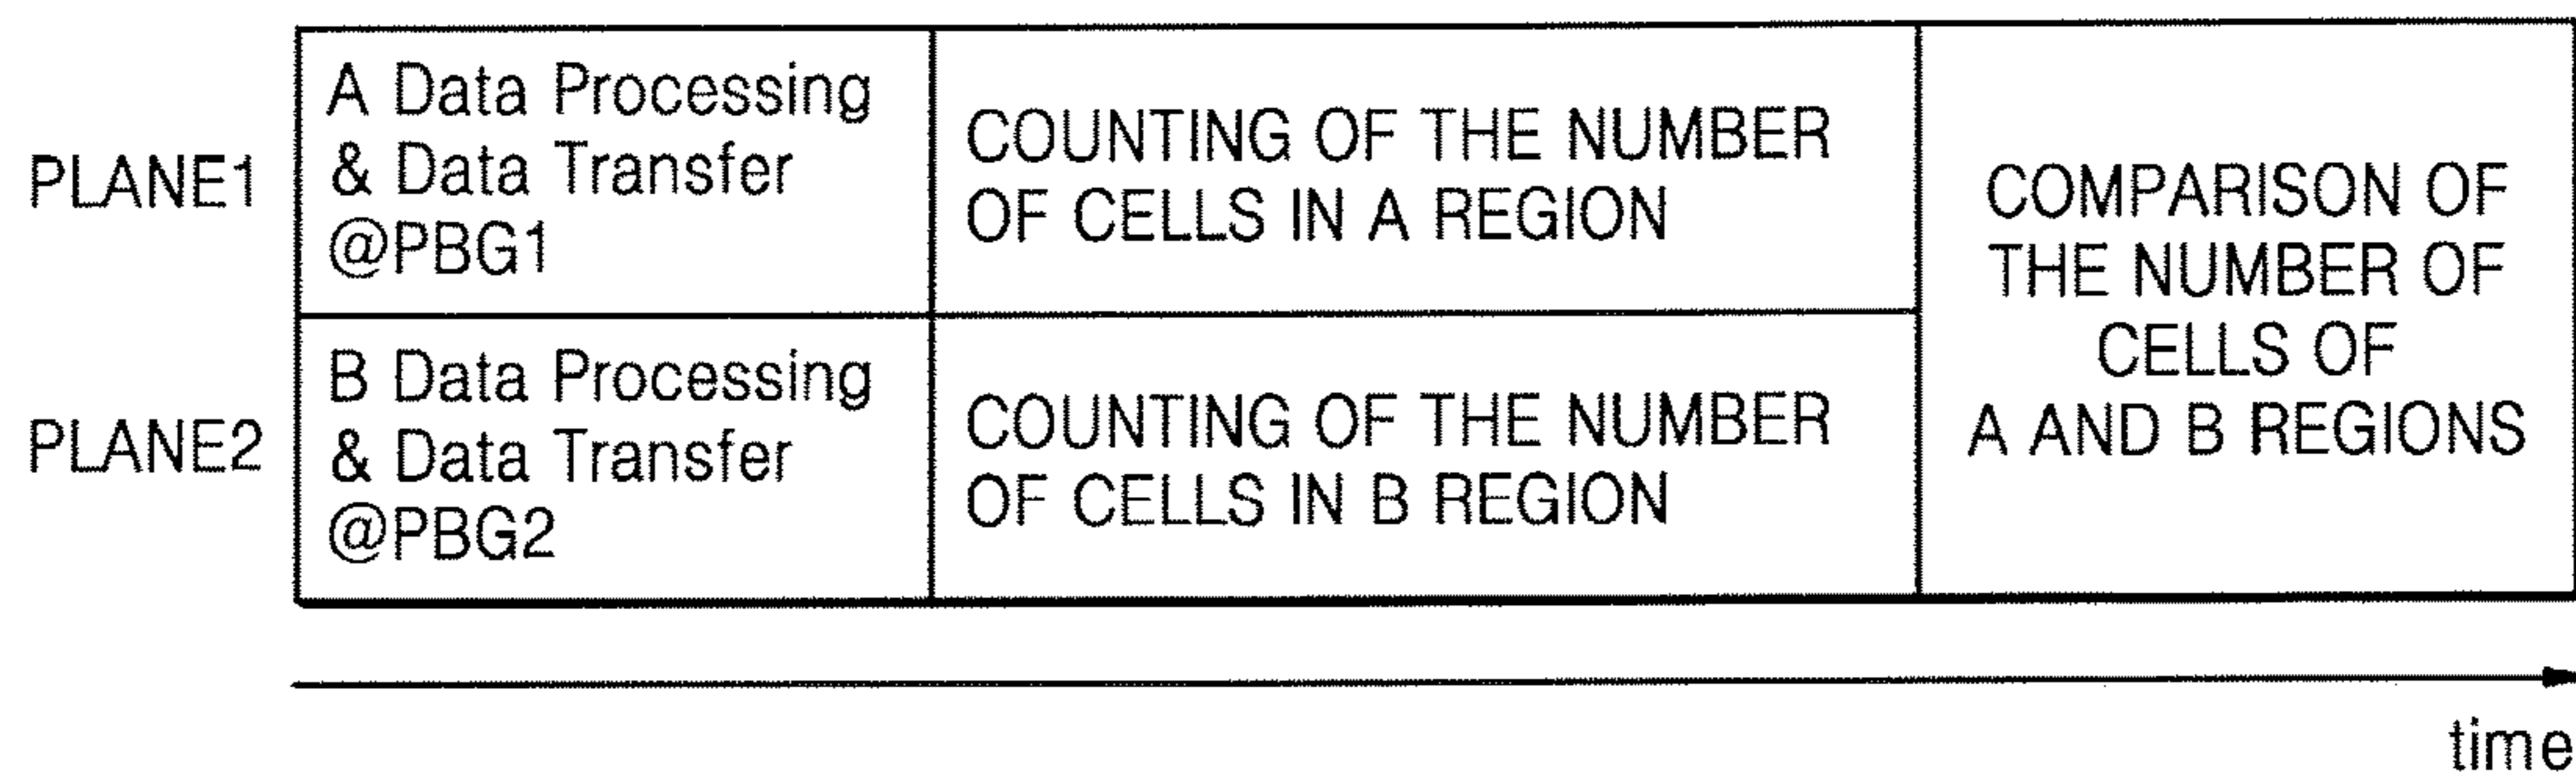 PLANE1
A Data Processing
& Data Transfer
@PBG1
COUNTING OF THE NUMBER
OF CELLS IN A REGION
COMPARISON OF
THE NUMBER OF
CELLS OF
A AND B REGIONS
PLANE2
B Data Processing
& Data Transfer
@PBG2
COUNTING OF THE NUMBER
OF CELLS IN B REGION
time